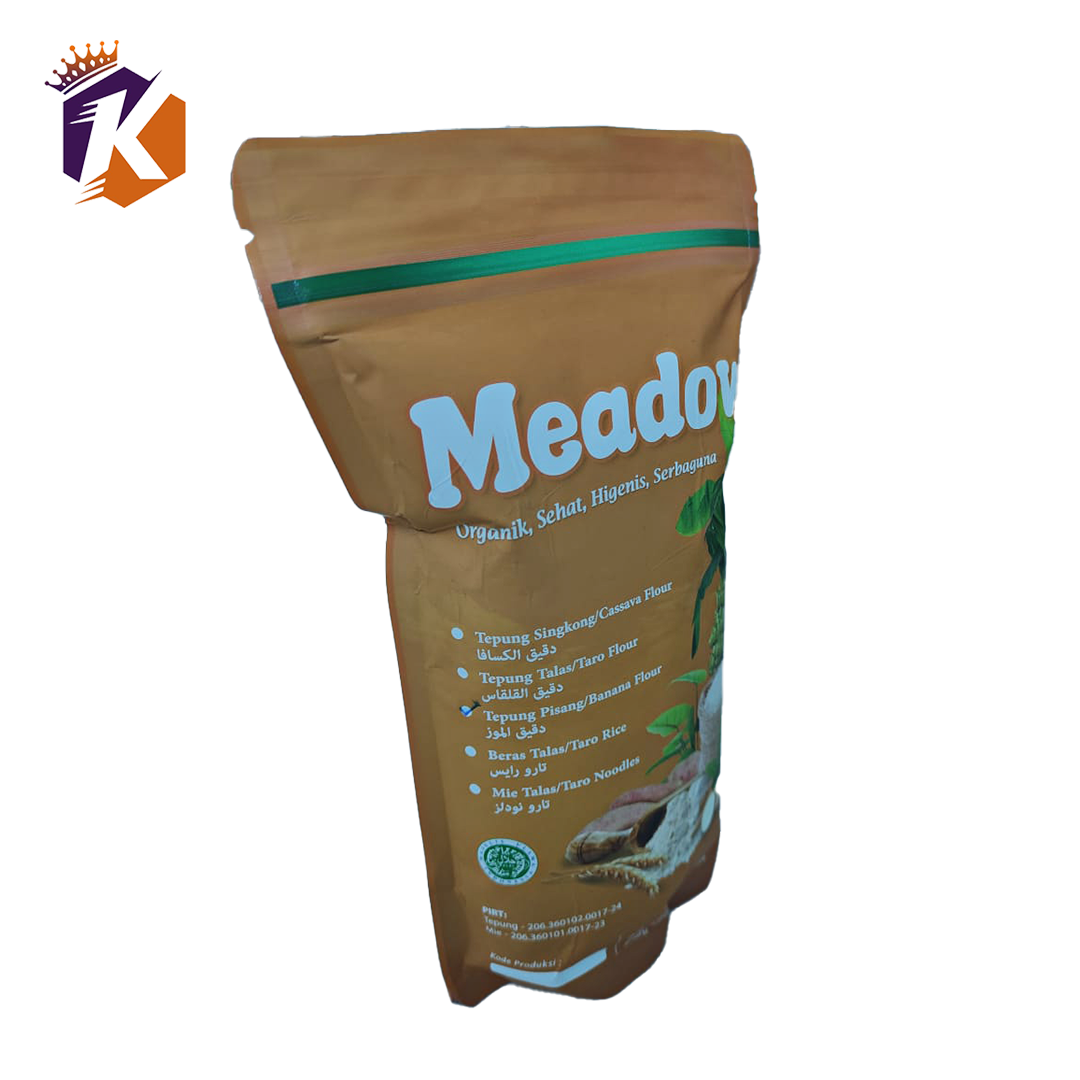 K
Meadow
Organik, Sehat, Higenis, Serbaguna
Tepung Singkong/Cassava Flour
دقيق الكسافا
Tepung Talas/Taro Flour
دقيق القلقاس
Tepung Pisang/Banana Flour
دقيق الموز
Beras Talas/Taro Rice
تارو رايس
Mie Talas/Taro Noodles
تارو نودلز
PIRT:
Tepung - 206.360102.0017-24
Mie - 206.360101.0017-23
Kode Produksi :